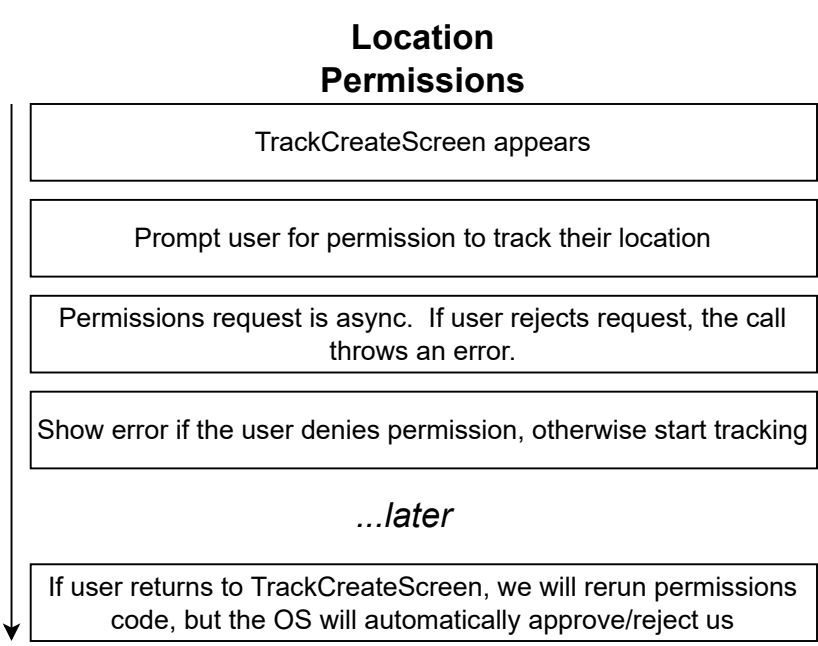 Location
Permissions
TrackCreateScreen appears
Prompt user for permission to track their location
Permissions request is async.  If user rejects request, the call
throws an error.
Show error if the user denies permission, otherwise start tracking
...later
If user returns to TrackCreateScreen, we will rerun permissions
code, but the OS will automatically approve/reject us